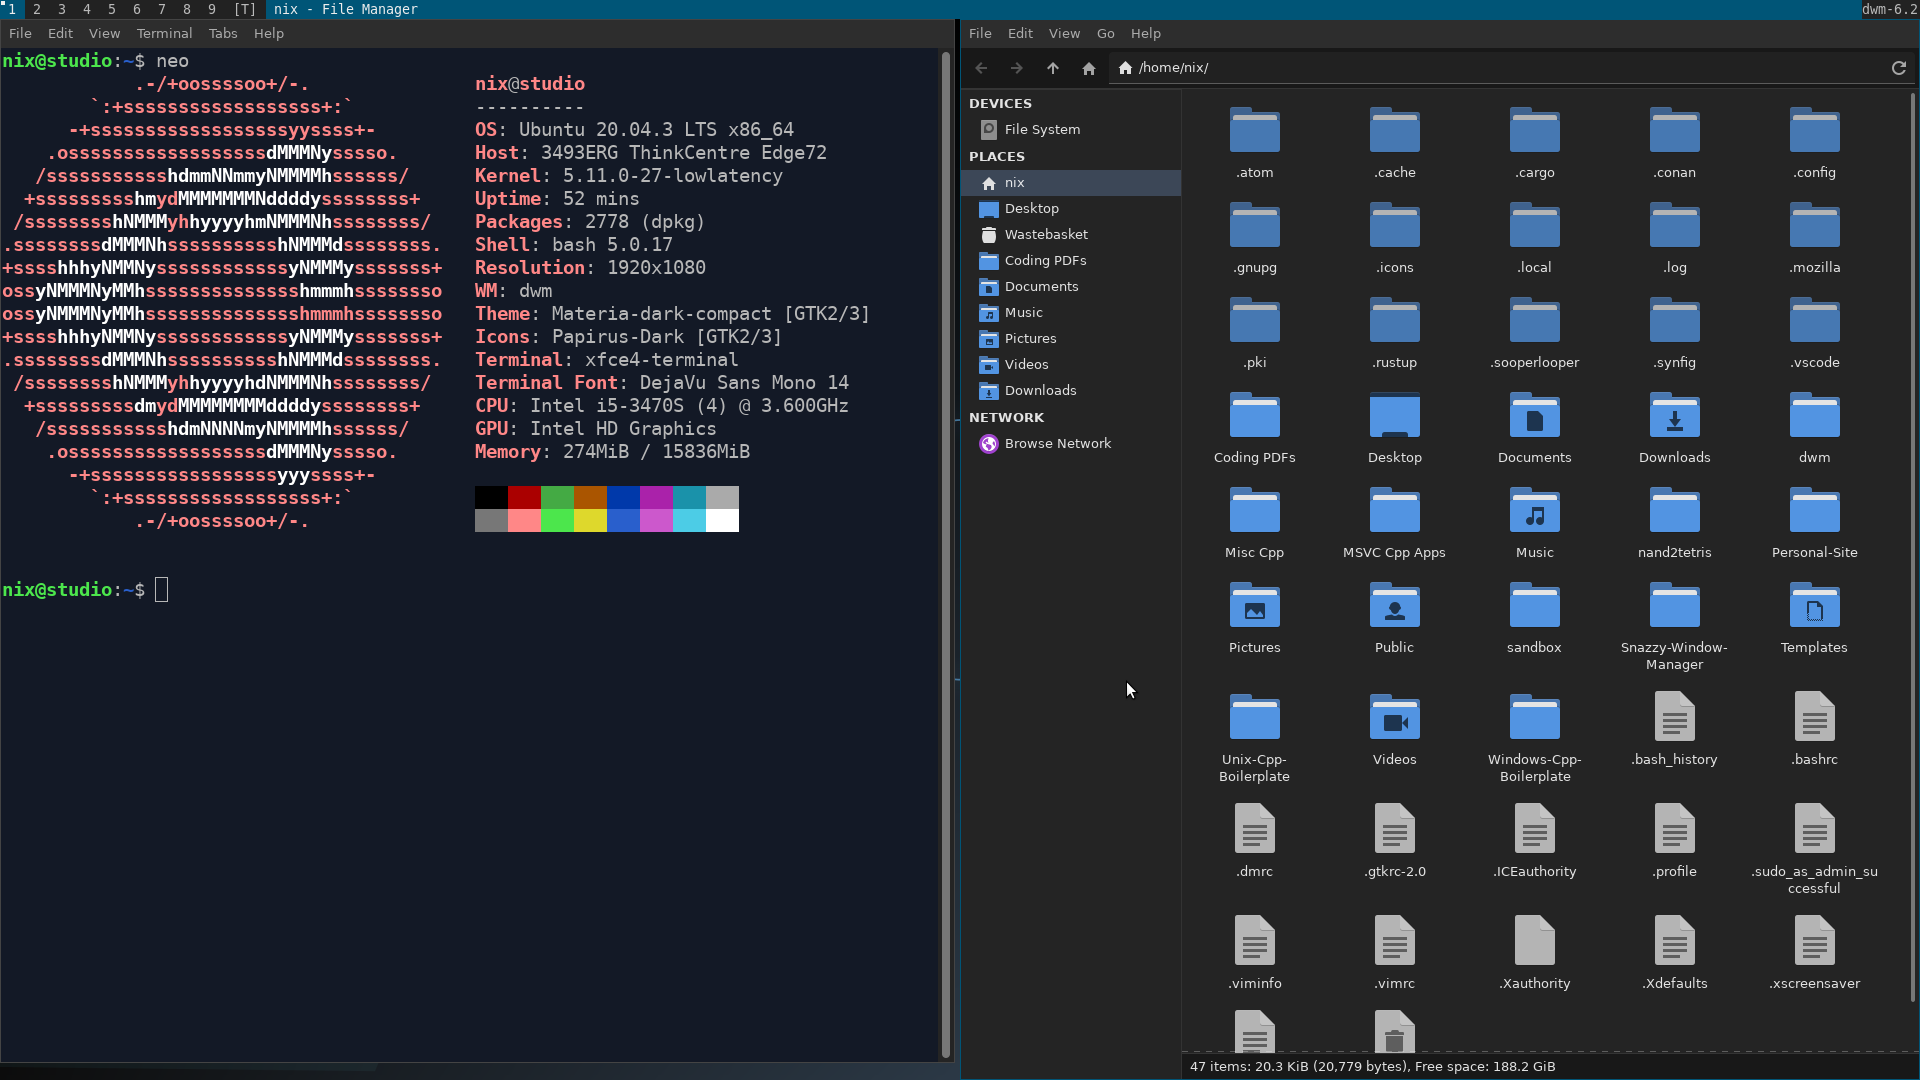 1 2 3 4 5 6 7 8 9 [T] nix - File Manager dwm-6.2
File Edit View Terminal Tabs Help
nix@studio:~$ neo
.-/+oossssoo+/-.
`:+ssssssssssssssssss+:`
-+ssssssssssssssssssyyssss+-
.ossssssssssssssssssdMMMNysssso.
/ssssssssssshdmmNNmmyNMMMMhssssss/
+ssssssssshmydMMMMMMMNddddyssssssss+
/sssssssshNMMMyhhyyyyhmNMMMNhssssssss/
.ssssssssdMMMNhsssssssssshNMMMdssssssss.
+sssshhhyNMMNyssssssssssssyNMMMysssssss+
ossyNMMMNyMMhsssssssssssssshmmmhssssssso
ossyNMMMNyMMhsssssssssssssshmmmhssssssso
+sssshhhyNMMNyssssssssssssyNMMMysssssss+
.ssssssssdMMMNhsssssssssshNMMMdssssssss.
/sssssssshNMMMyhhyyyyhdNMMMNhssssssss/
+sssssssssdmydMMMMMMMMddddyssssssss+
/ssssssssssshdmNNNNmyNMMMMhssssss/
.ossssssssssssssssssdMMMNysssso.
-+sssssssssssssssssyyyssss+-
`:+ssssssssssssssssss+:`
.-/+oossssoo+/-.
nix@studio
----------
OS: Ubuntu 20.04.3 LTS x86_64
Host: 3493ERG ThinkCentre Edge72
Kernel: 5.11.0-27-lowlatency
Uptime: 52 mins
Packages: 2778 (dpkg)
Shell: bash 5.0.17
Resolution: 1920x1080
WM: dwm
Theme: Materia-dark-compact [GTK2/3]
Icons: Papirus-Dark [GTK2/3]
Terminal: xfce4-terminal
Terminal Font: DejaVu Sans Mono 14
CPU: Intel i5-3470S (4) @ 3.600GHz
GPU: Intel HD Graphics
Memory: 274MiB / 15836MiB
nix@studio:~$
File Edit View Go Help
/home/nix/
DEVICES
File System
PLACES
nix
Desktop
Wastebasket
Coding PDFs
Documents
Music
Pictures
Videos
Downloads
NETWORK
Browse Network
.atom .cache .cargo .conan .config
.gnupg .icons .local .log .mozilla
.pki .rustup .sooperlooper .synfig .vscode
Coding PDFs Desktop Documents Downloads dwm
Misc Cpp MSVC Cpp Apps Music nand2tetris Personal-Site
Pictures Public sandbox Snazzy-Window- Templates
Manager
Unix-Cpp- Videos Windows-Cpp- .bash_history .bashrc
Boilerplate Boilerplate
.dmrc .gtkrc-2.0 .ICEauthority .profile .sudo_as_admin_su
ccessful
.viminfo .vimrc .Xauthority .Xdefaults .xscreensaver
47 items: 20.3 KiB (20,779 bytes), Free space: 188.2 GiB